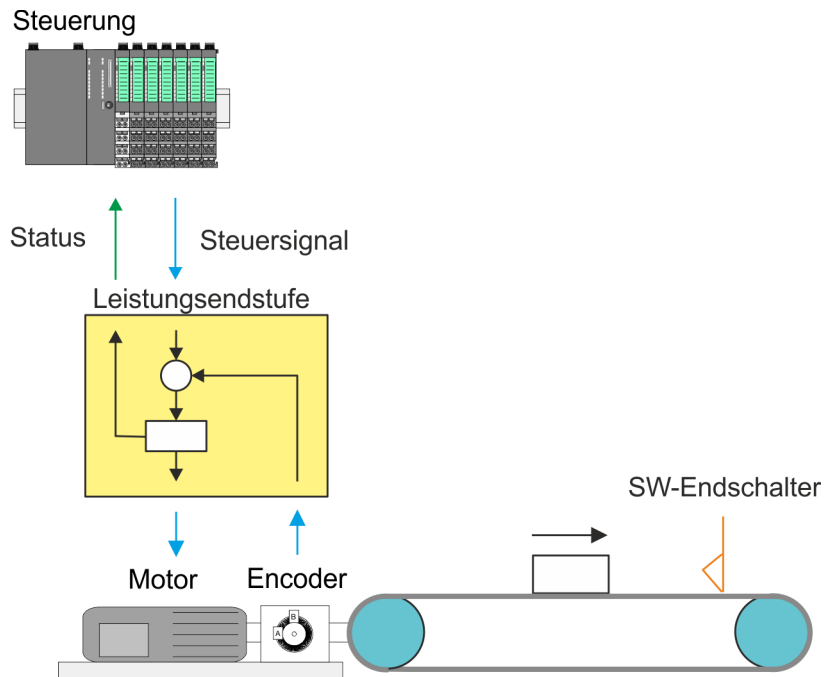 Steuerung
Status
Steuersignal
Leistungsendstufe
SW-Endschalter
Motor
Encoder
B
A